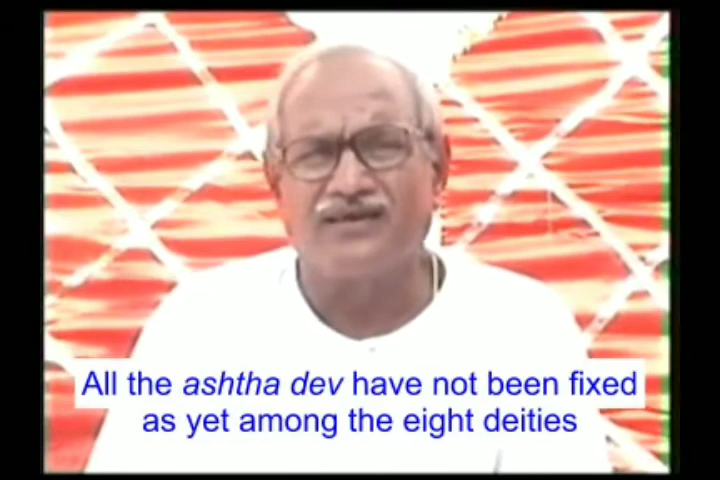 All the ashtha dev have not been fixed
as yet among the eight deities